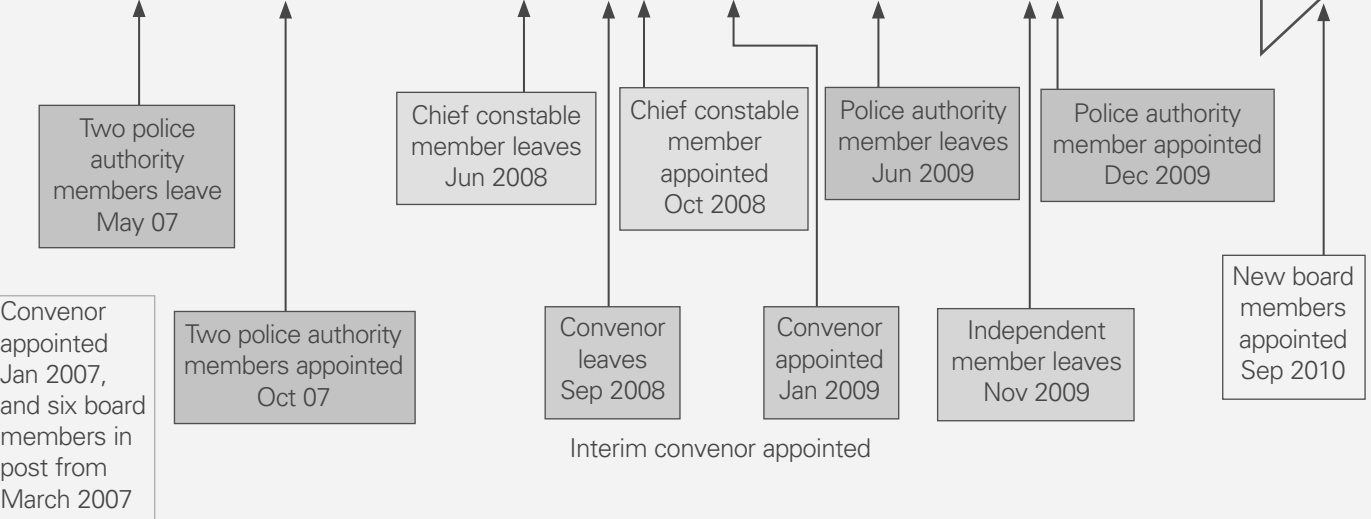 Two police
authority
members leave
May 07
Chief constable
member leaves
Jun 2008
Chief constable
member
appointed
Oct 2008
Police authority
member leaves
Jun 2009
Police authority
member appointed
Dec 2009
New board
members
appointed
Sep 2010
Convenor
appointed
Jan 2007,
and six board
members in
post from
March 2007
Two police authority
members appointed
Oct 07
Convenor
leaves
Sep 2008
Convenor
appointed
Jan 2009
Independent
member leaves
Nov 2009
Interim convenor appointed